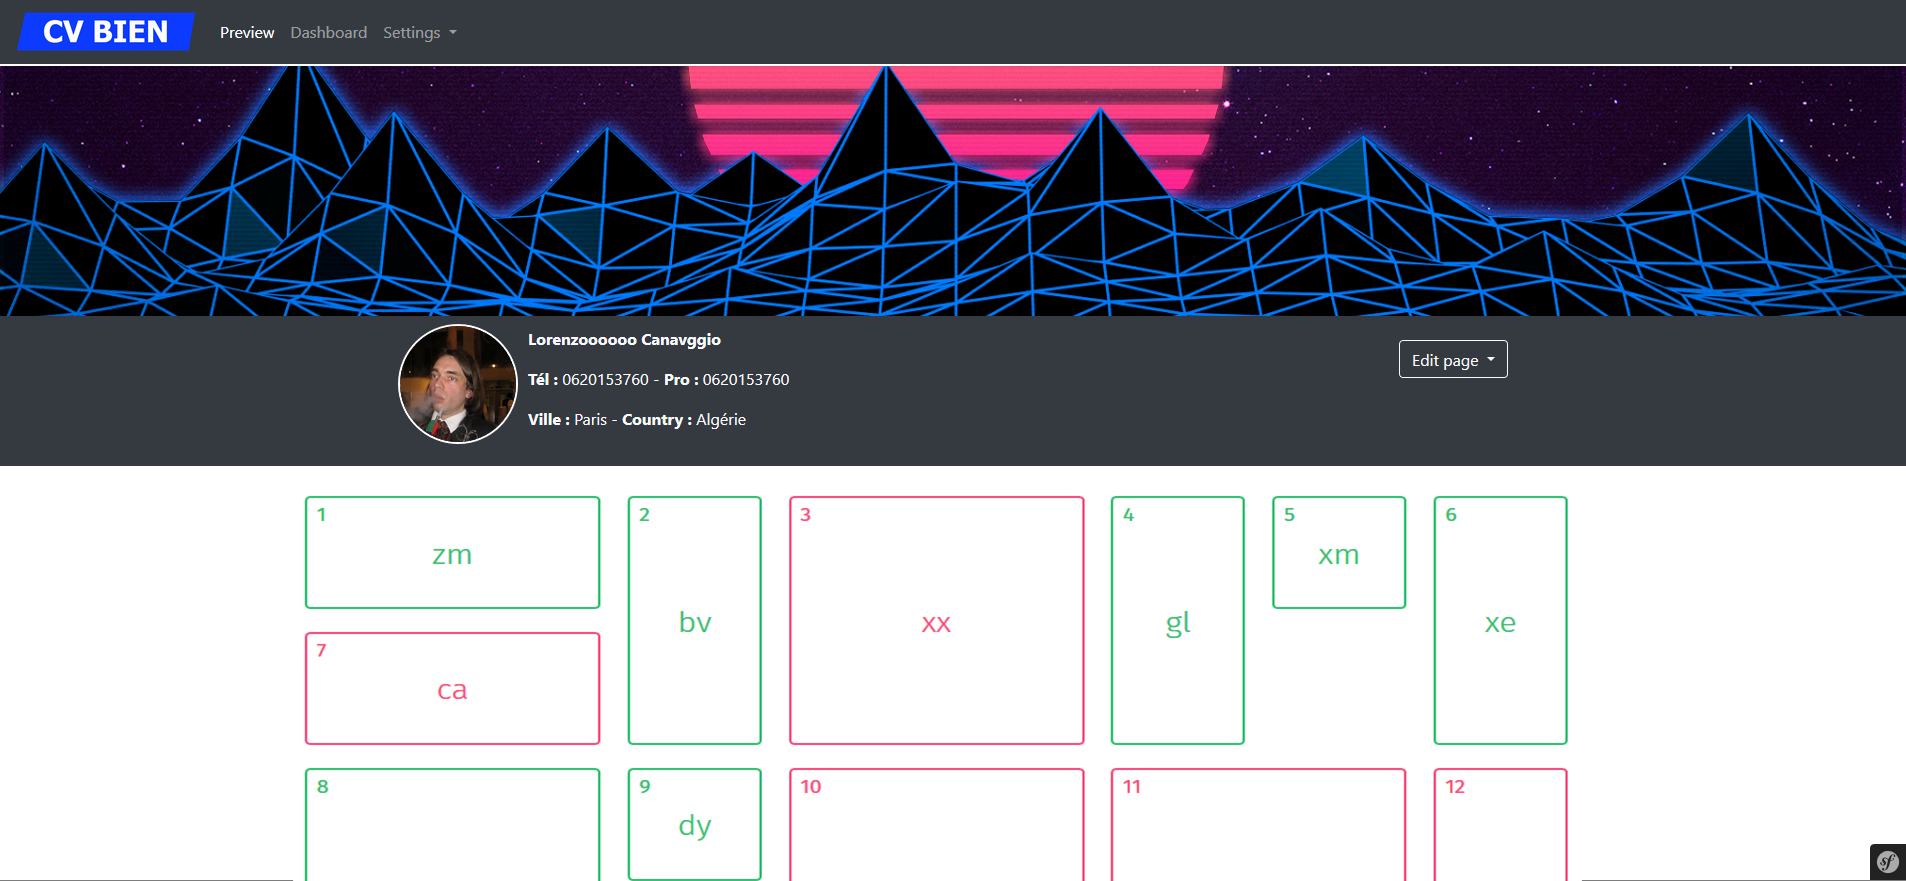 CV BIEN Preview Dashboard Settings
Lorenzoooooo Canavggio
Edit page
Tél : 0620153760 - Pro : 0620153760
Ville : Paris - Country : Algérie
1 2 3 4 5 6
zm xm
bv xx gl xe
7
ca
8 9 10 11 12
dy
sf